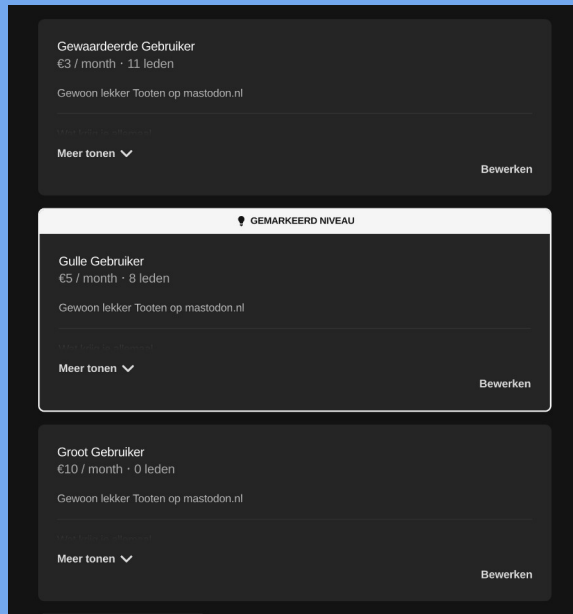 Gewaardeerde Gebruiker
€3 / month · 11 leden
Gewoon lekker Tooten op mastodon.nl
Meer tonen
Bewerken
GEMARKEERD NIVEAU
Gulle Gebruiker
€5 / month · 8 leden
Gewoon lekker Tooten op mastodon.nl
Meer tonen
Bewerken
Groot Gebruiker
€10 / month · 0 leden
Gewoon lekker Tooten op mastodon.nl
Meer tonen
Bewerken